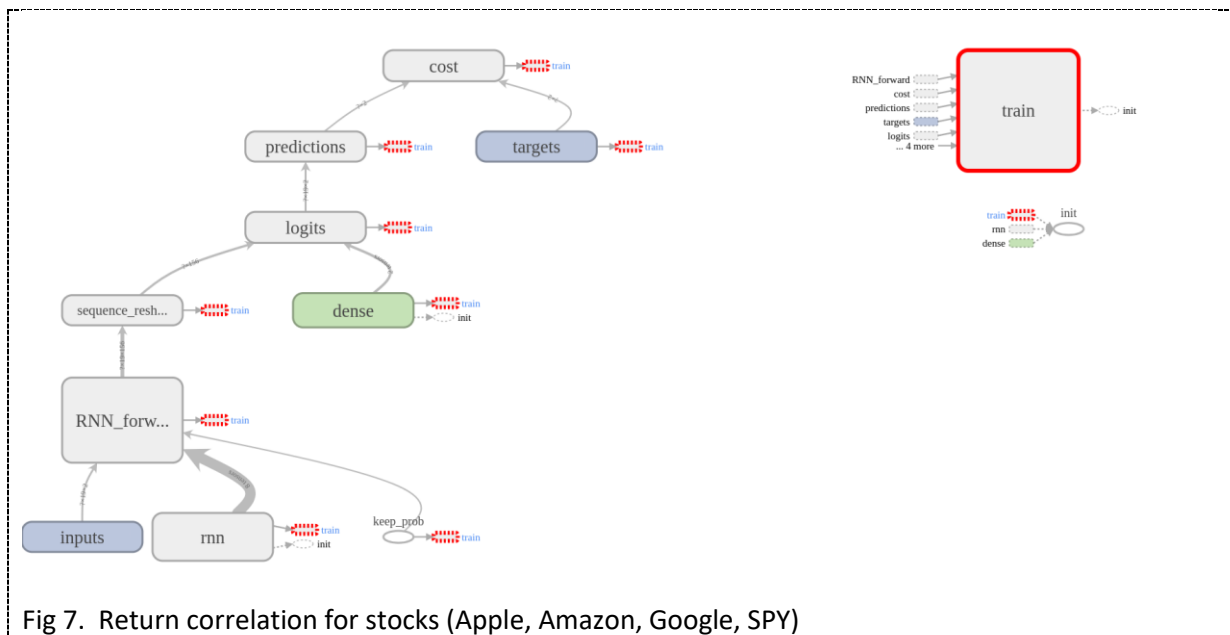 cost
train
predictions
train
targets
train
logits
train
sequence_resh...
train
dense
train
init
RNN_forw...
train
inputs
rnn
train
init
keep_prob
train
RNN_forward
cost
predictions
targets
logits
... 4 more
train
init
train
rnn
dense
init
Fig 7. Return correlation for stocks (Apple, Amazon, Google, SPY)